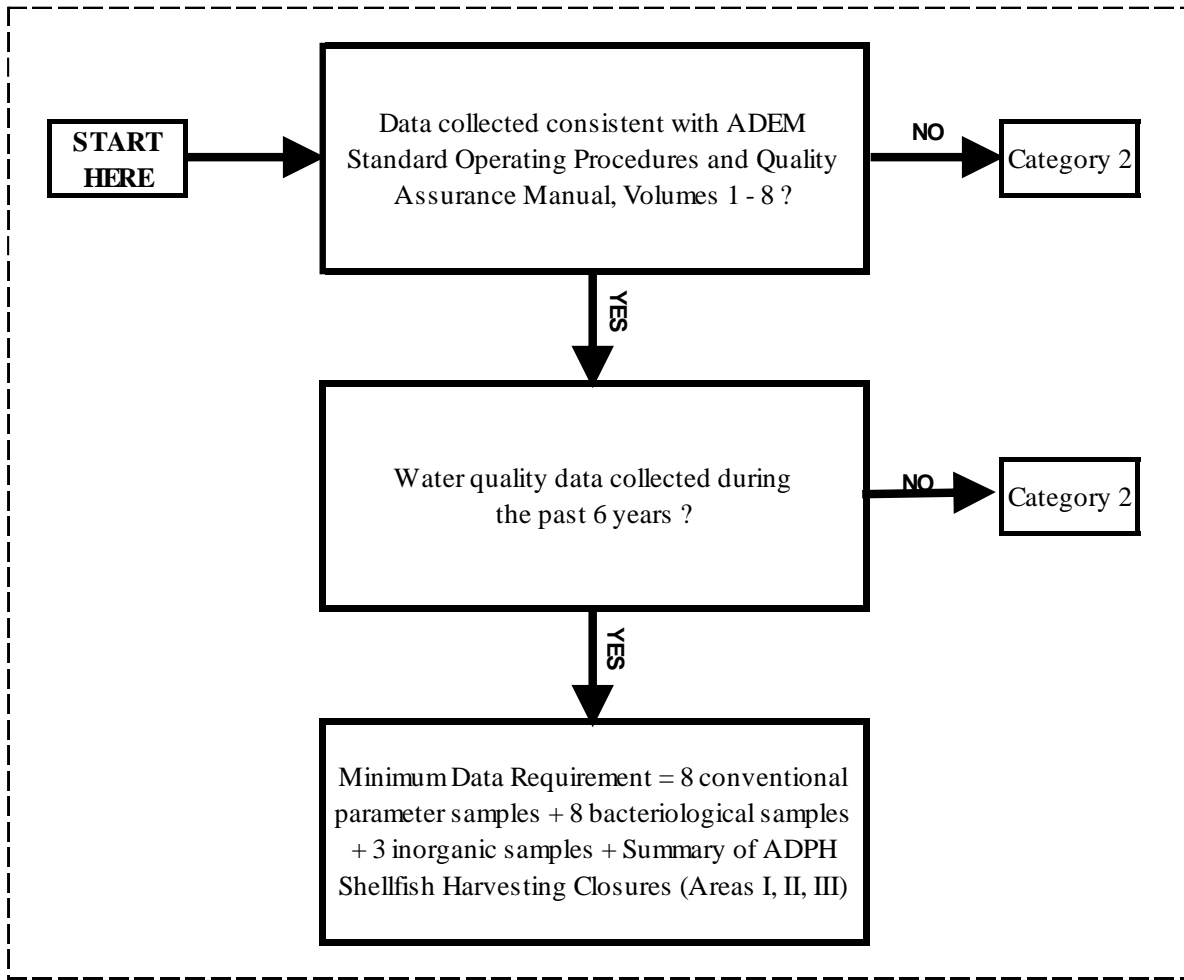 START
HERE
Data collected consistent with ADEM
Standard Operating Procedures and Quality
Assurance Manual, Volumes 1 - 8 ?
NO
Category 2
YES
Water quality data collected during
the past 6 years ?
NO
Category 2
YES
Minimum Data Requirement = 8 conventional
parameter samples + 8 bacteriological samples
+ 3 inorganic samples + Summary of ADPH
Shellfish Harvesting Closures (Areas I, II, III)